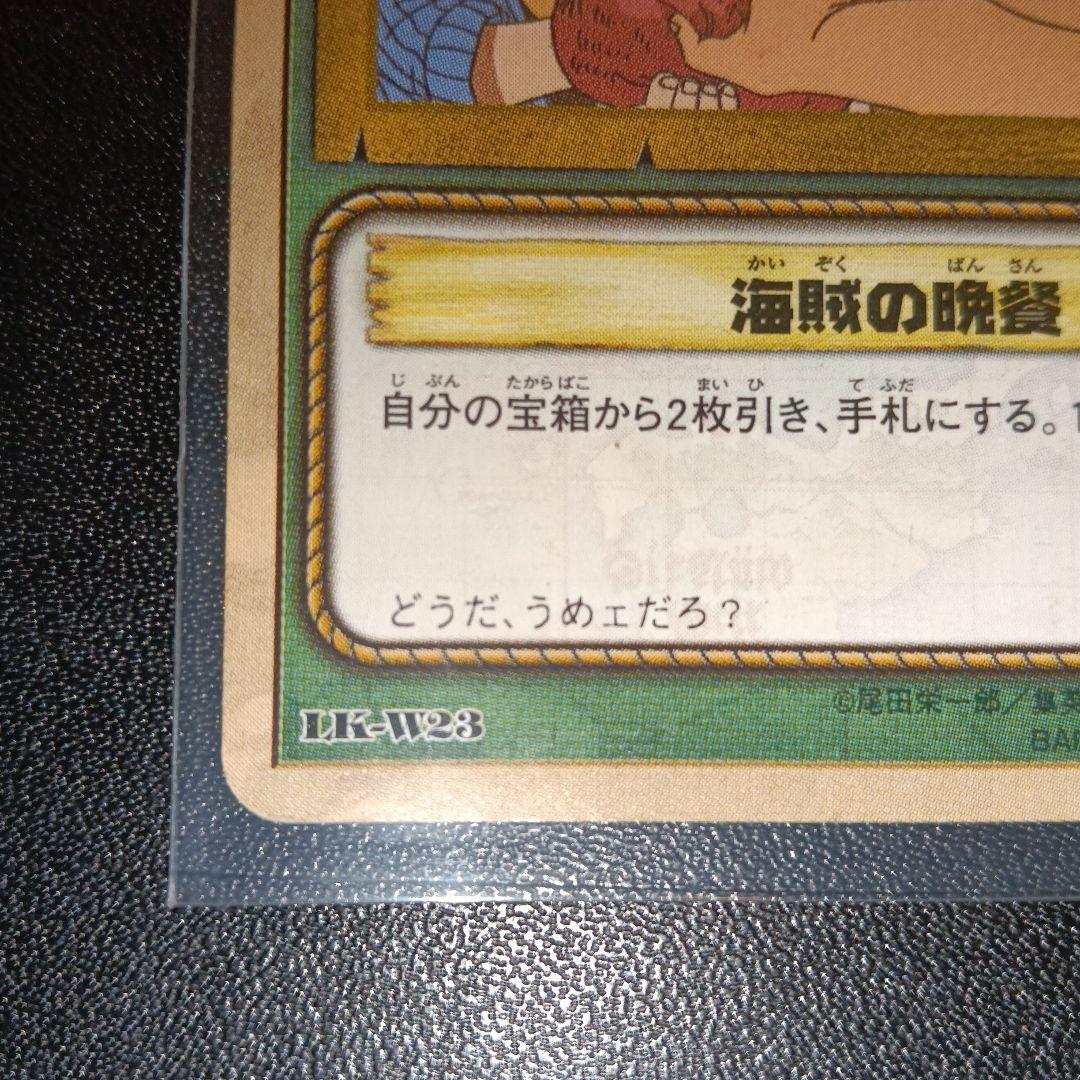 かいぞく ばんさん
海賊の晩餐
じぶん たからばこ まい ひ て ふだ
自分の宝箱から2枚引き、手札にする。
どうだ、うめェだろ？
©尾田栄一郎／集
LK-W23
BA